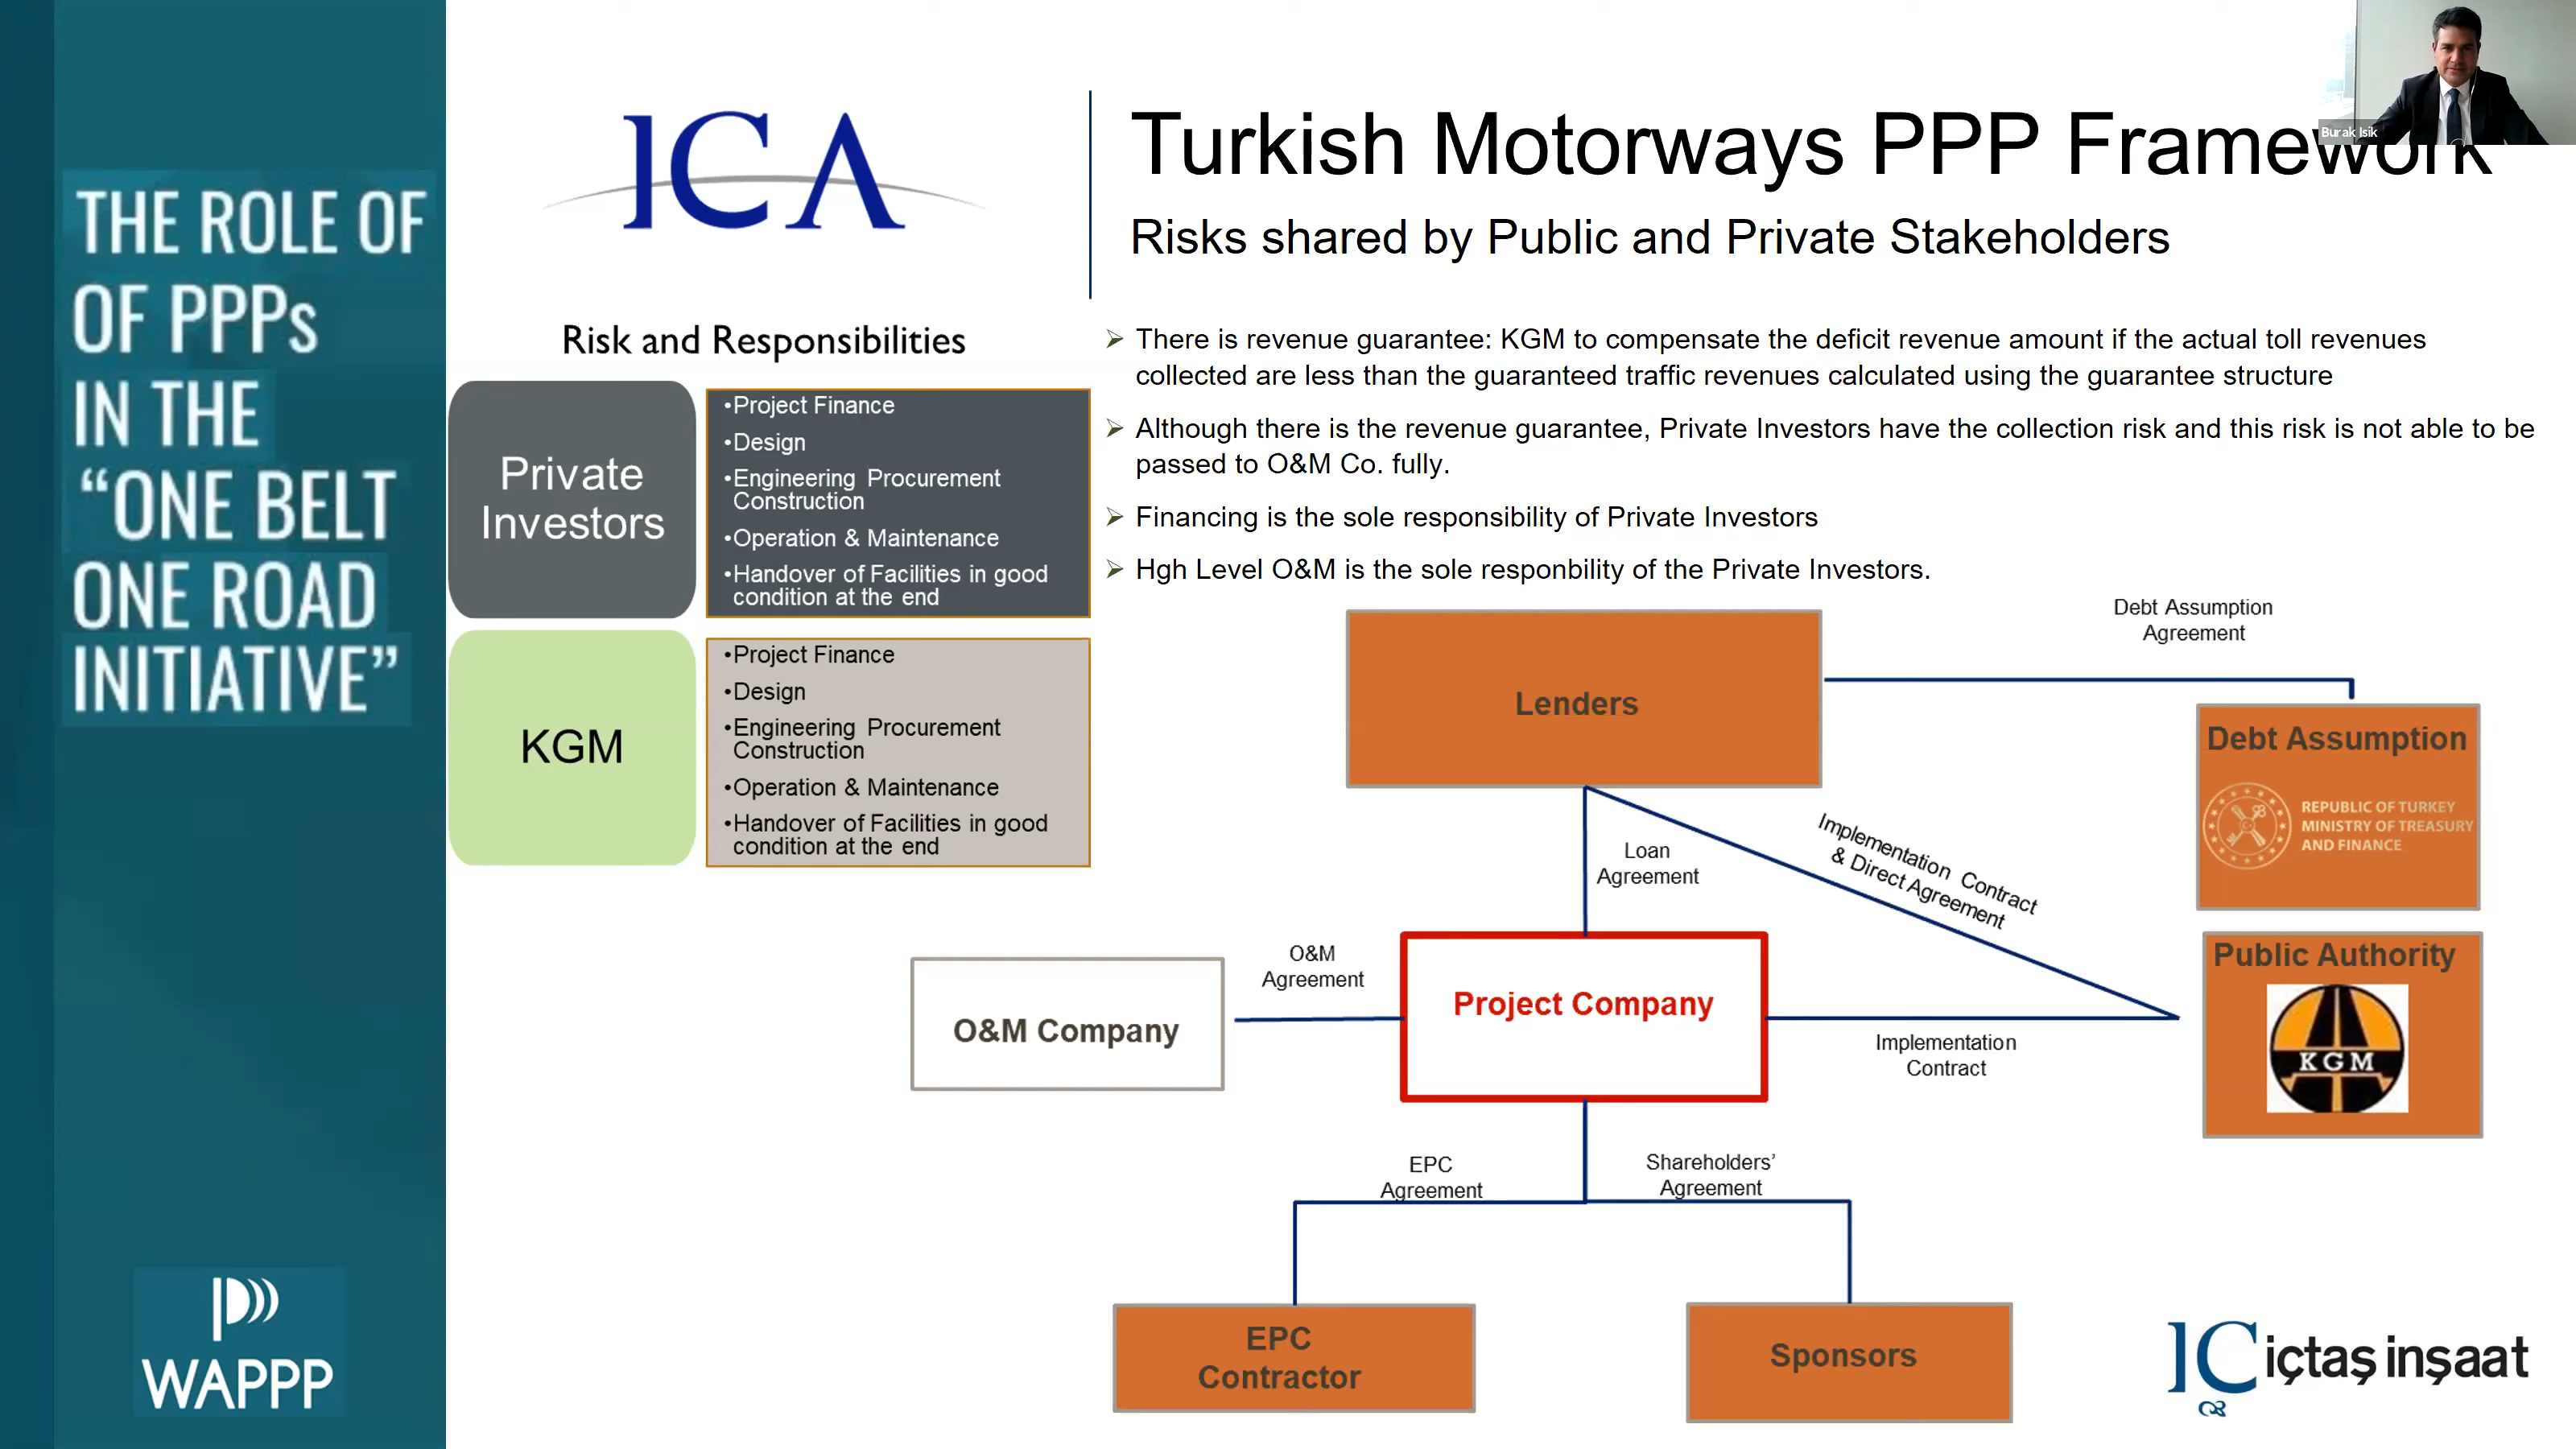 THE ROLE OF
OF PPPs
IN THE
“ONE BELT
ONE ROAD
INITIATIVE”
WAPPP
ICA
Turkish Motorways PPP Framework
Burak Isik
Risks shared by Public and Private Stakeholders
Risk and Responsibilities
Private
Investors
•Project Finance
•Design
•Engineering Procurement
Construction
•Operation & Maintenance
•Handover of Facilities in good
condition at the end
KGM
•Project Finance
•Design
•Engineering Procurement
Construction
•Operation & Maintenance
•Handover of Facilities in good
condition at the end
There is revenue guarantee: KGM to compensate the deficit revenue amount if the actual toll revenues
collected are less than the guaranteed traffic revenues calculated using the guarantee structure
Although there is the revenue guarantee, Private Investors have the collection risk and this risk is not able to be
passed to O&M Co. fully.
Financing is the sole responsibility of Private Investors
Hgh Level O&M is the sole responbility of the Private Investors.
Debt Assumption
Agreement
Lenders
Debt Assumption
REPUBLIC OF TURKEY
MINISTRY OF TREASURY
AND FINANCE
Loan
Agreement
Implementation Contract
& Direct Agreement
O&M
Agreement
O&M Company
Project Company
Implementation
Contract
Public Authority
KGM
EPC
Agreement
Shareholders’
Agreement
EPC
Contractor
Sponsors
IC içtaş inşaat